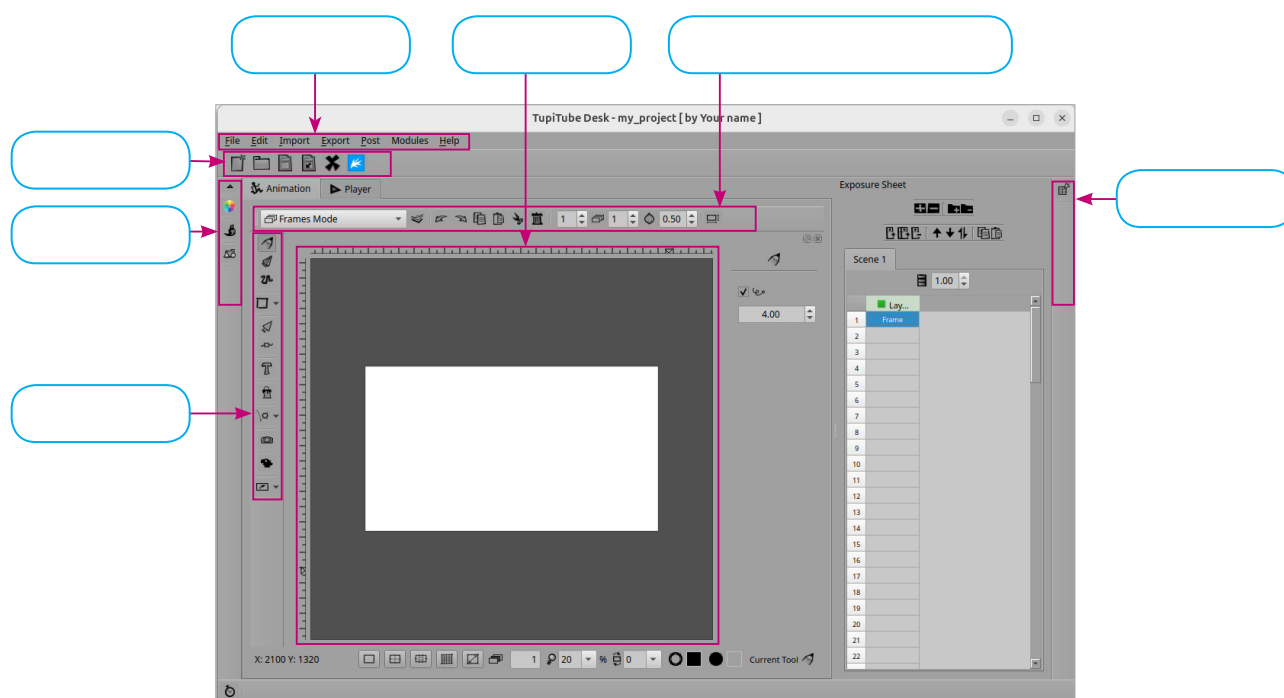 TupiTube Desk - my_project [ by Your name ]
File Edit Import Export Post Modules Help
Animation Player
Exposure Sheet
Frames Mode 1 1 0.50
Scene 1
1.00
4.00
Lay...
1 Frame
2
3
4
5
6
7
8
9
10
11
12
13
14
15
16
17
18
19
20
21
22
X: 2100 Y: 1320 1 20 % 0 Current Tool